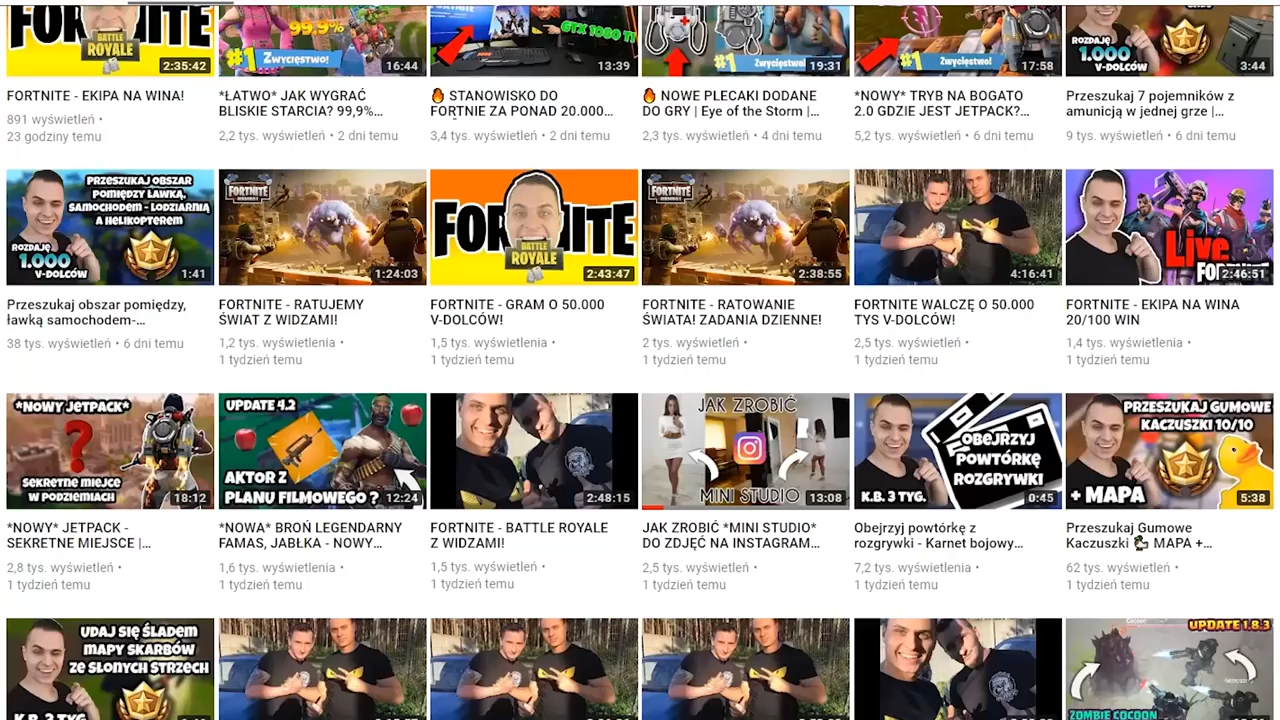 FORTNITE
BATTLE
ROYALE
2:35:42
99.9%
#1 Zwycięstwo!
16:44
GTX 1080 TI
13:39
#1 Zwycięstwo!
19:31
#1 Zwycięstwo!
17:58
ROZDAJĘ
1.000
V-DOLCÓW
3:44
FORTNITE - EKIPA NA WINA!
891 wyświetleń •
23 godziny temu
*ŁATWO* JAK WYGRAĆ
BLISKIE STARCIA? 99,9%...
2,2 tys. wyświetleń • 2 dni temu
🔥 STANOWISKO DO
FORTNIE ZA PONAD 20.000...
3,4 tys. wyświetleń • 2 dni temu
🔥 NOWE PLECAKI DODANE
DO GRY | Eye of the Storm |...
2,3 tys. wyświetleń • 4 dni temu
*NOWY* TRYB NA BOGATO
2.0 GDZIE JEST JETPACK?...
5,2 tys. wyświetleń • 6 dni temu
Przeszukaj 7 pojemników z
amunicją w jednej grze |...
9 tys. wyświetleń • 6 dni temu
PRZESZUKAJ OBSZAR
POMIĘDZY ŁAWKĄ,
SAMOCHODEM - LODZIARNIĄ
A HELIKOPTEREM
ROZDAJĘ
1.000
V-DOLCÓW
1:41
FORTNITE
1:24:03
FORTNITE
BATTLE
ROYALE
2:43:47
FORTNITE
2:38:55
4:16:41
Live
FORTNITE
2:46:51
Przeszukaj obszar pomiędzy,
ławką samochodem-...
38 tys. wyświetleń • 6 dni temu
FORTNITE - RATUJEMY
ŚWIAT Z WIDZAMI!
1,2 tys. wyświetlenia •
1 tydzień temu
FORTNITE - GRAM O 50.000
V-DOLCÓW!
1,5 tys. wyświetlenia •
1 tydzień temu
FORTNITE - RATOWANIE
ŚWIATA! ZADANIA DZIENNE!
2 tys. wyświetleń •
1 tydzień temu
FORTNITE WALCZĘ O 50.000
TYS V-DOLCÓW!
2,5 tys. wyświetleń •
1 tydzień temu
FORTNITE - EKIPA NA WINA
20/100 WIN
1,4 tys. wyświetlenia •
1 tydzień temu
*NOWY JETPACK*
?
SEKRETNE MIEJSCE
W PODZIEMIACH
18:12
UPDATE 4.2
AKTOR Z
PLANU FILMOWEGO ?
12:24
2:48:15
JAK ZROBIĆ
MINI STUDIO
13:08
OBEJRZYJ
POWTÓRKĘ
ROZGRYWKI
K.B. 3 TYG.
0:45
PRZESZUKAJ GUMOWE
KACZUSZKI 10/10
+ MAPA
5:38
*NOWY* JETPACK -
SEKRETNE MIEJSCE |...
2,8 tys. wyświetleń •
1 tydzień temu
*NOWA* BROŃ LEGENDARNY
FAMAS, JABŁKA - NOWY...
1,6 tys. wyświetleń •
1 tydzień temu
FORTNITE - BATTLE ROYALE
Z WIDZAMI!
1,5 tys. wyświetleń •
1 tydzień temu
JAK ZROBIĆ *MINI STUDIO*
DO ZDJĘĆ NA INSTAGRAM...
2,5 tys. wyświetleń •
1 tydzień temu
Obejrzyj powtórkę z
rozgrywki - Karnet bojowy...
7,2 tys. wyświetlenia •
1 tydzień temu
Przeszukaj Gumowe
Kaczuszki 🦆 MAPA +...
62 tys. wyświetleń •
1 tydzień temu
UDAJ SIĘ ŚLADEM
MAPY SKARBÓW
ZE SŁONYCH STRZECH
K.B. 3 TYG.
UPDATE 1.8.3
ZOMBIE COCOON